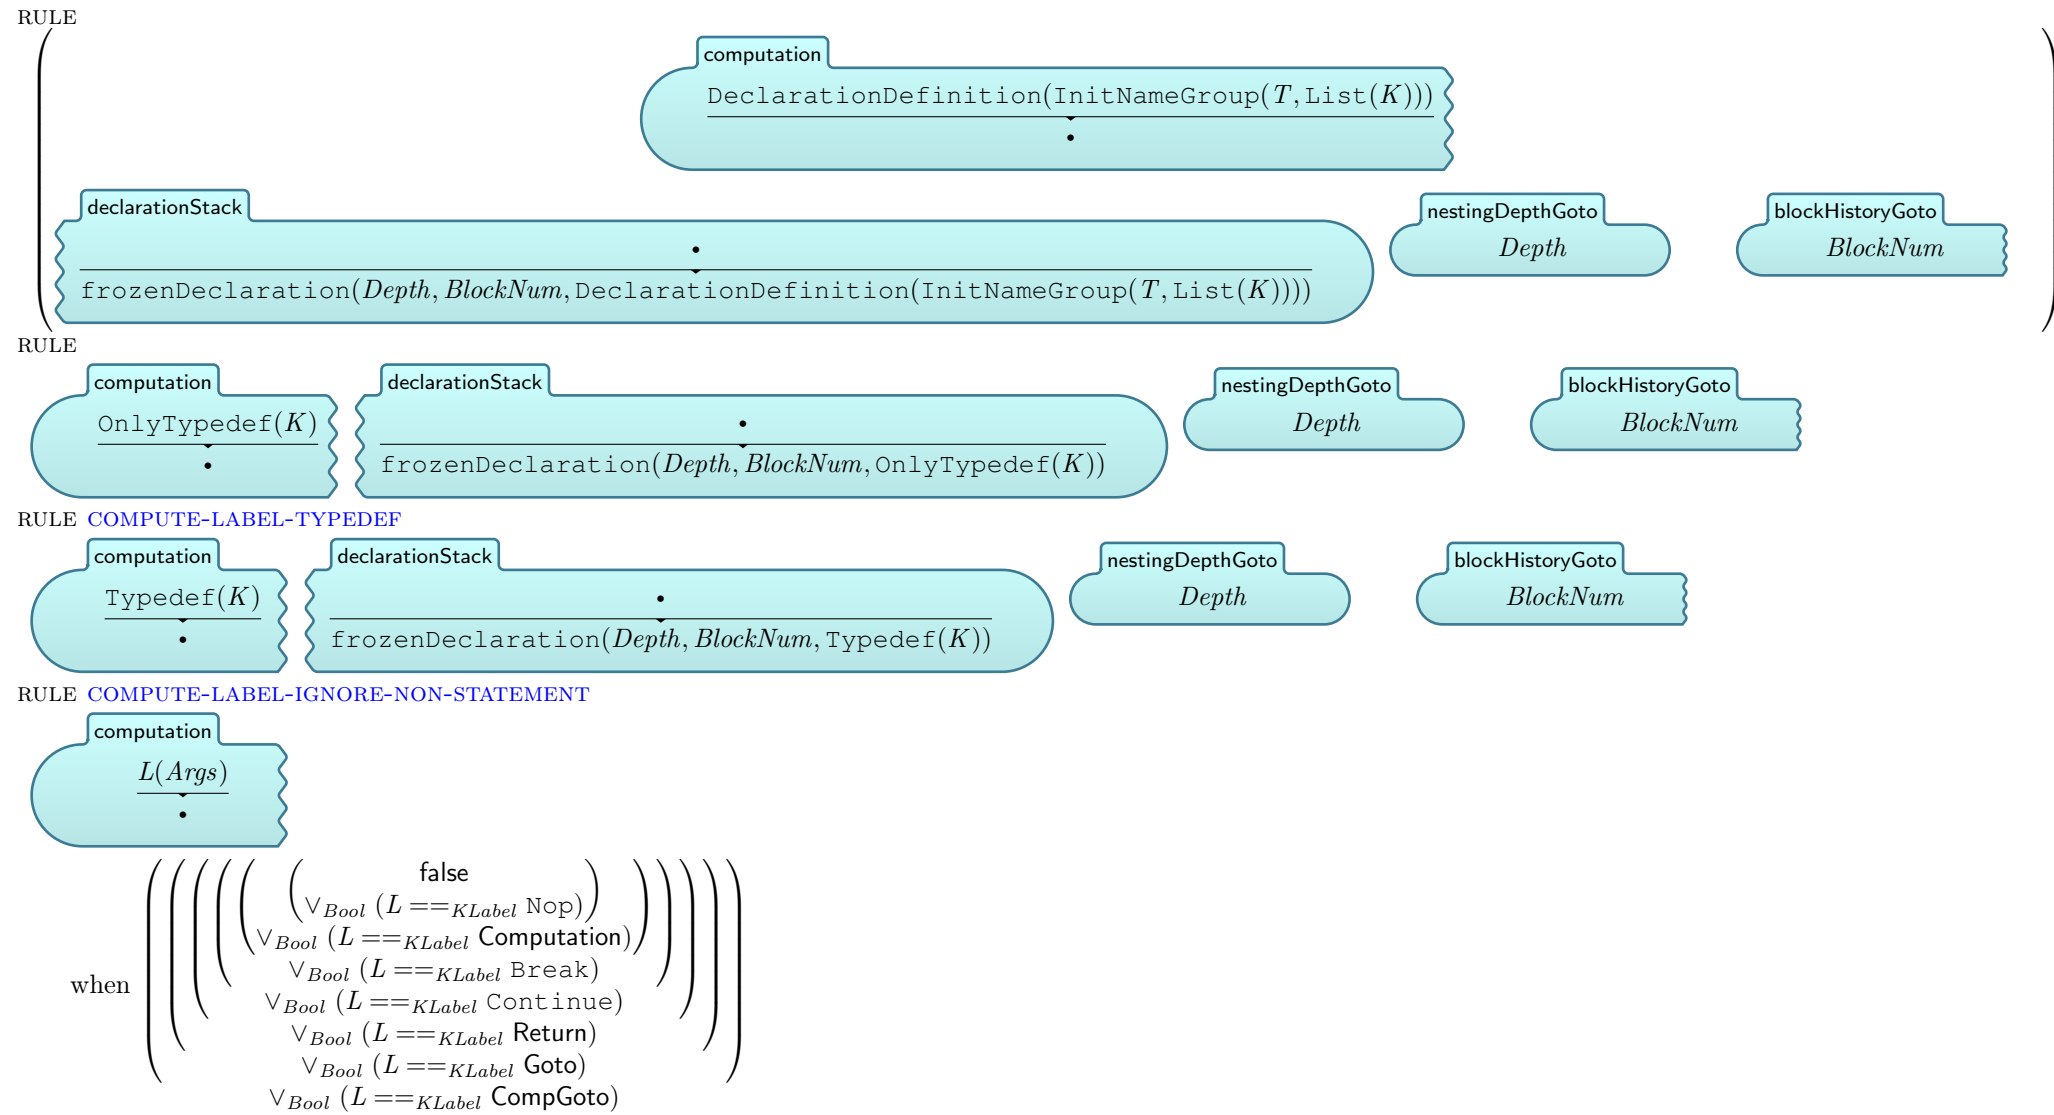 RULE
computation
DeclarationDefinition(InitNameGroup(T, List(K)))
•
declarationStack nestingDepthGoto blockHistoryGoto
• Depth BlockNum
frozenDeclaration(Depth, BlockNum, DeclarationDefinition(InitNameGroup(T, List(K))))
RULE
computation declarationStack nestingDepthGoto blockHistoryGoto
OnlyTypedef(K) • Depth BlockNum
• frozenDeclaration(Depth, BlockNum, OnlyTypedef(K))
RULE COMPUTE-LABEL-TYPEDEF
computation declarationStack nestingDepthGoto blockHistoryGoto
Typedef(K) • Depth BlockNum
• frozenDeclaration(Depth, BlockNum, Typedef(K))
RULE COMPUTE-LABEL-IGNORE-NON-STATEMENT
computation
L(Args)
•
false
∨Bool (L ==KLabel Nop)
∨Bool (L ==KLabel Computation)
∨Bool (L ==KLabel Break)
when
∨Bool (L ==KLabel Continue)
∨Bool (L ==KLabel Return)
∨Bool (L ==KLabel Goto)
∨Bool (L ==KLabel CompGoto)